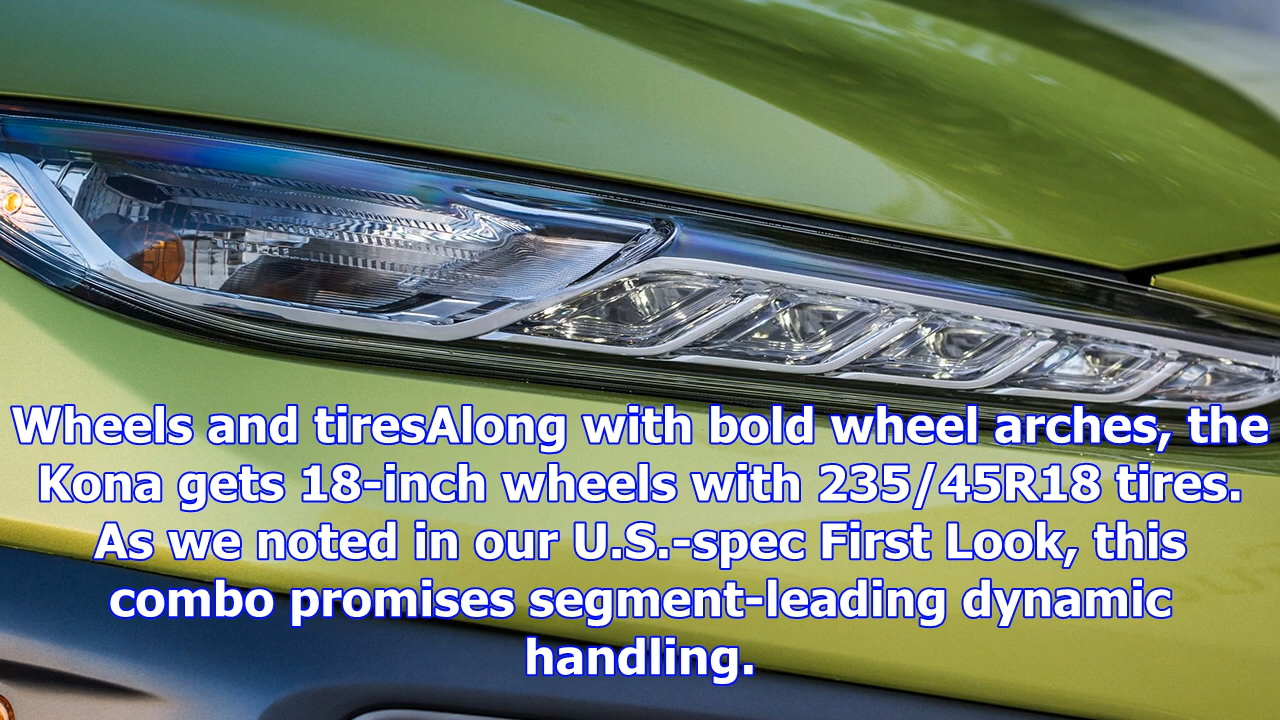 Wheels and tiresAlong with bold wheel arches, the
Kona gets 18-inch wheels with 235/45R18 tires.
As we noted in our U.S.-spec First Look, this
combo promises segment-leading dynamic
handling.